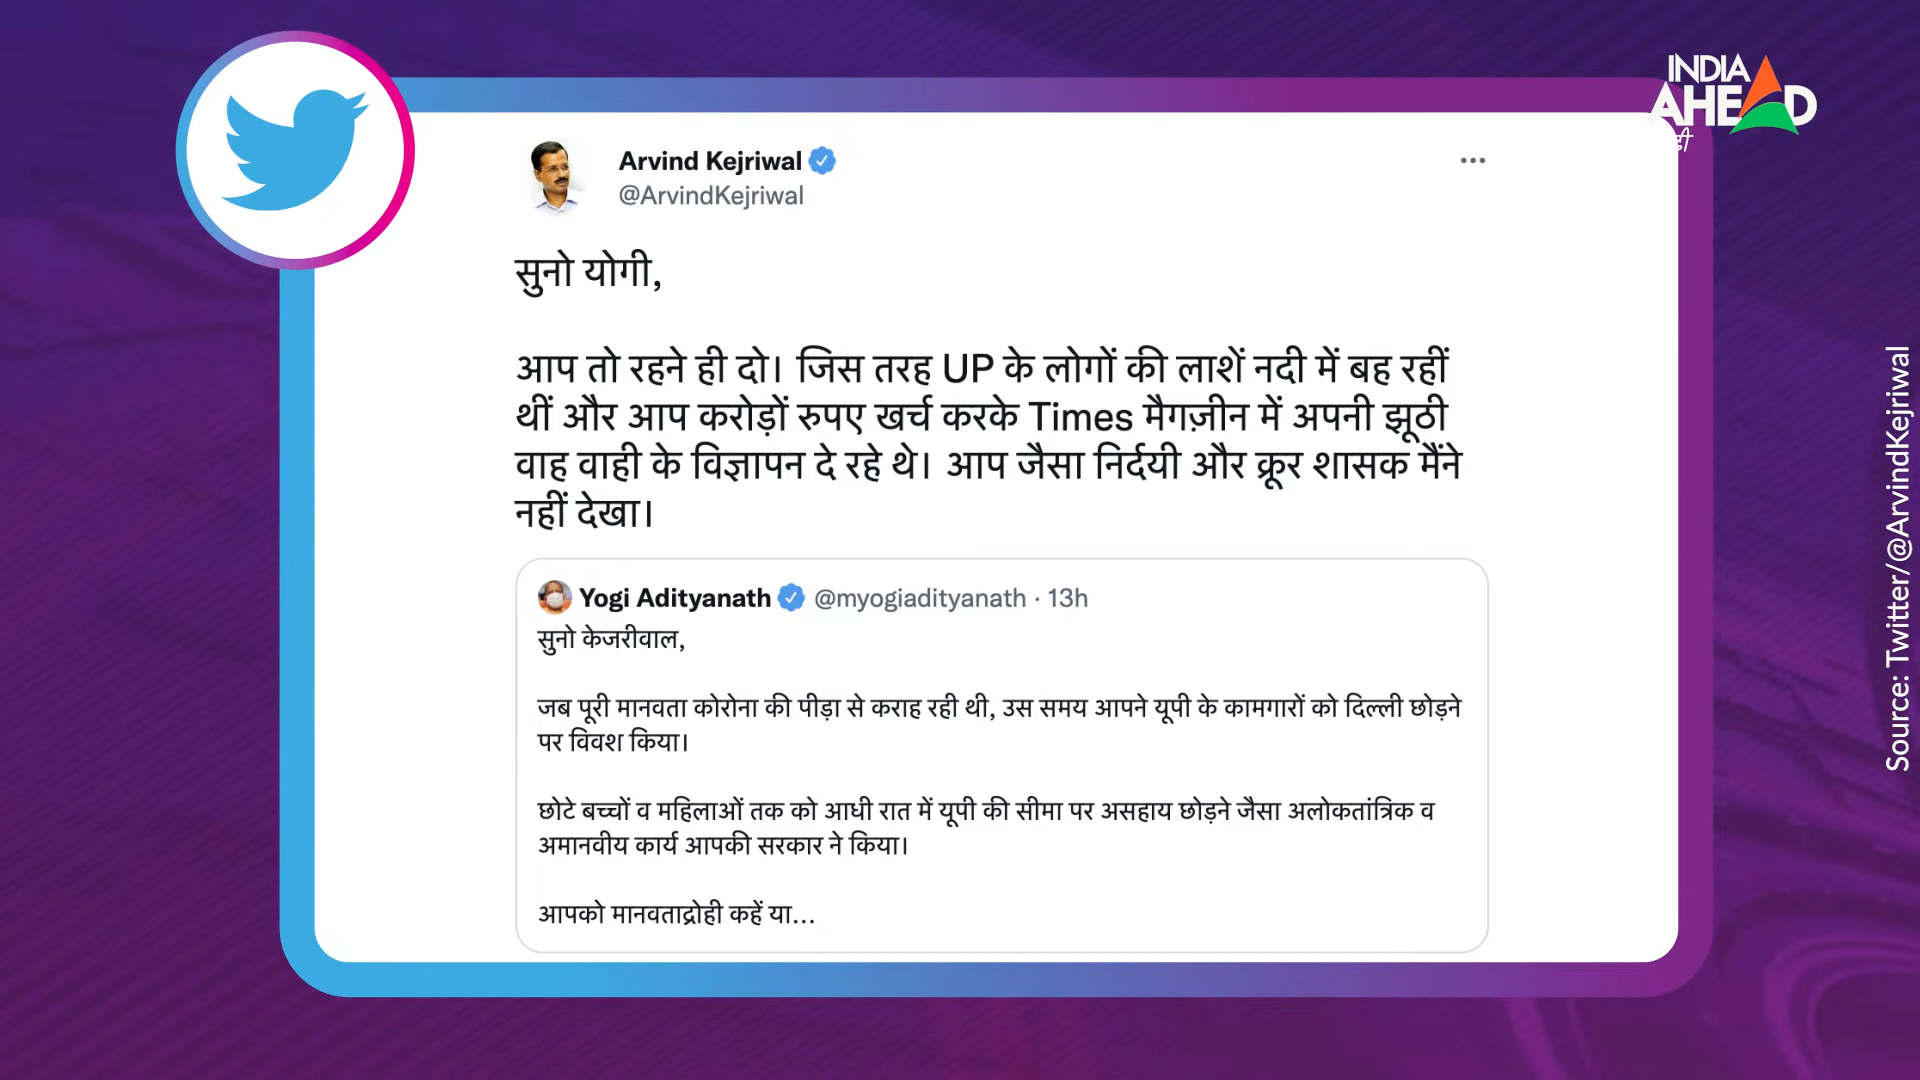 INDIA
AHEAD
Arvind Kejriwal
@ArvindKejriwal
सुनो योगी,
आप तो रहने ही दो। जिस तरह UP के लोगों की लाशें नदी में बह रहीं
थीं और आप करोड़ों रुपए खर्च करके Times मैगज़ीन में अपनी झूठी
वाह वाही के विज्ञापन दे रहे थे। आप जैसा निर्दयी और क्रूर शासक मैंने
नहीं देखा।
Yogi Adityanath @myogiadityanath · 13h
सुनो केजरीवाल,
जब पूरी मानवता कोरोना की पीड़ा से कराह रही थी, उस समय आपने यूपी के कामगारों को दिल्ली छोड़ने
पर विवश किया।
छोटे बच्चों व महिलाओं तक को आधी रात में यूपी की सीमा पर असहाय छोड़ने जैसा अलोकतांत्रिक व
अमानवीय कार्य आपकी सरकार ने किया।
आपको मानवताद्रोही कहें या...
Source: Twitter/@ArvindKejriwal